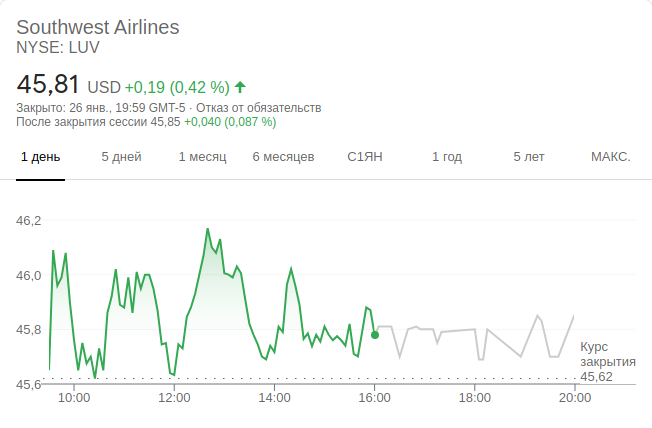 Southwest Airlines
NYSE: LUV
45,81 USD +0,19 (0,42 %)
Закрыто: 26 янв., 19:59 GMT-5 · Отказ от обязательств
После закрытия сессии 45,85 +0,040 (0,087 %)
1 день 5 дней 1 месяц 6 месяцев С1ЯН 1 год 5 лет МАКС.
46,2
46,0
45,8
Курс
закрытия
45,62
45,6
10:00 12:00 14:00 16:00 18:00 20:00